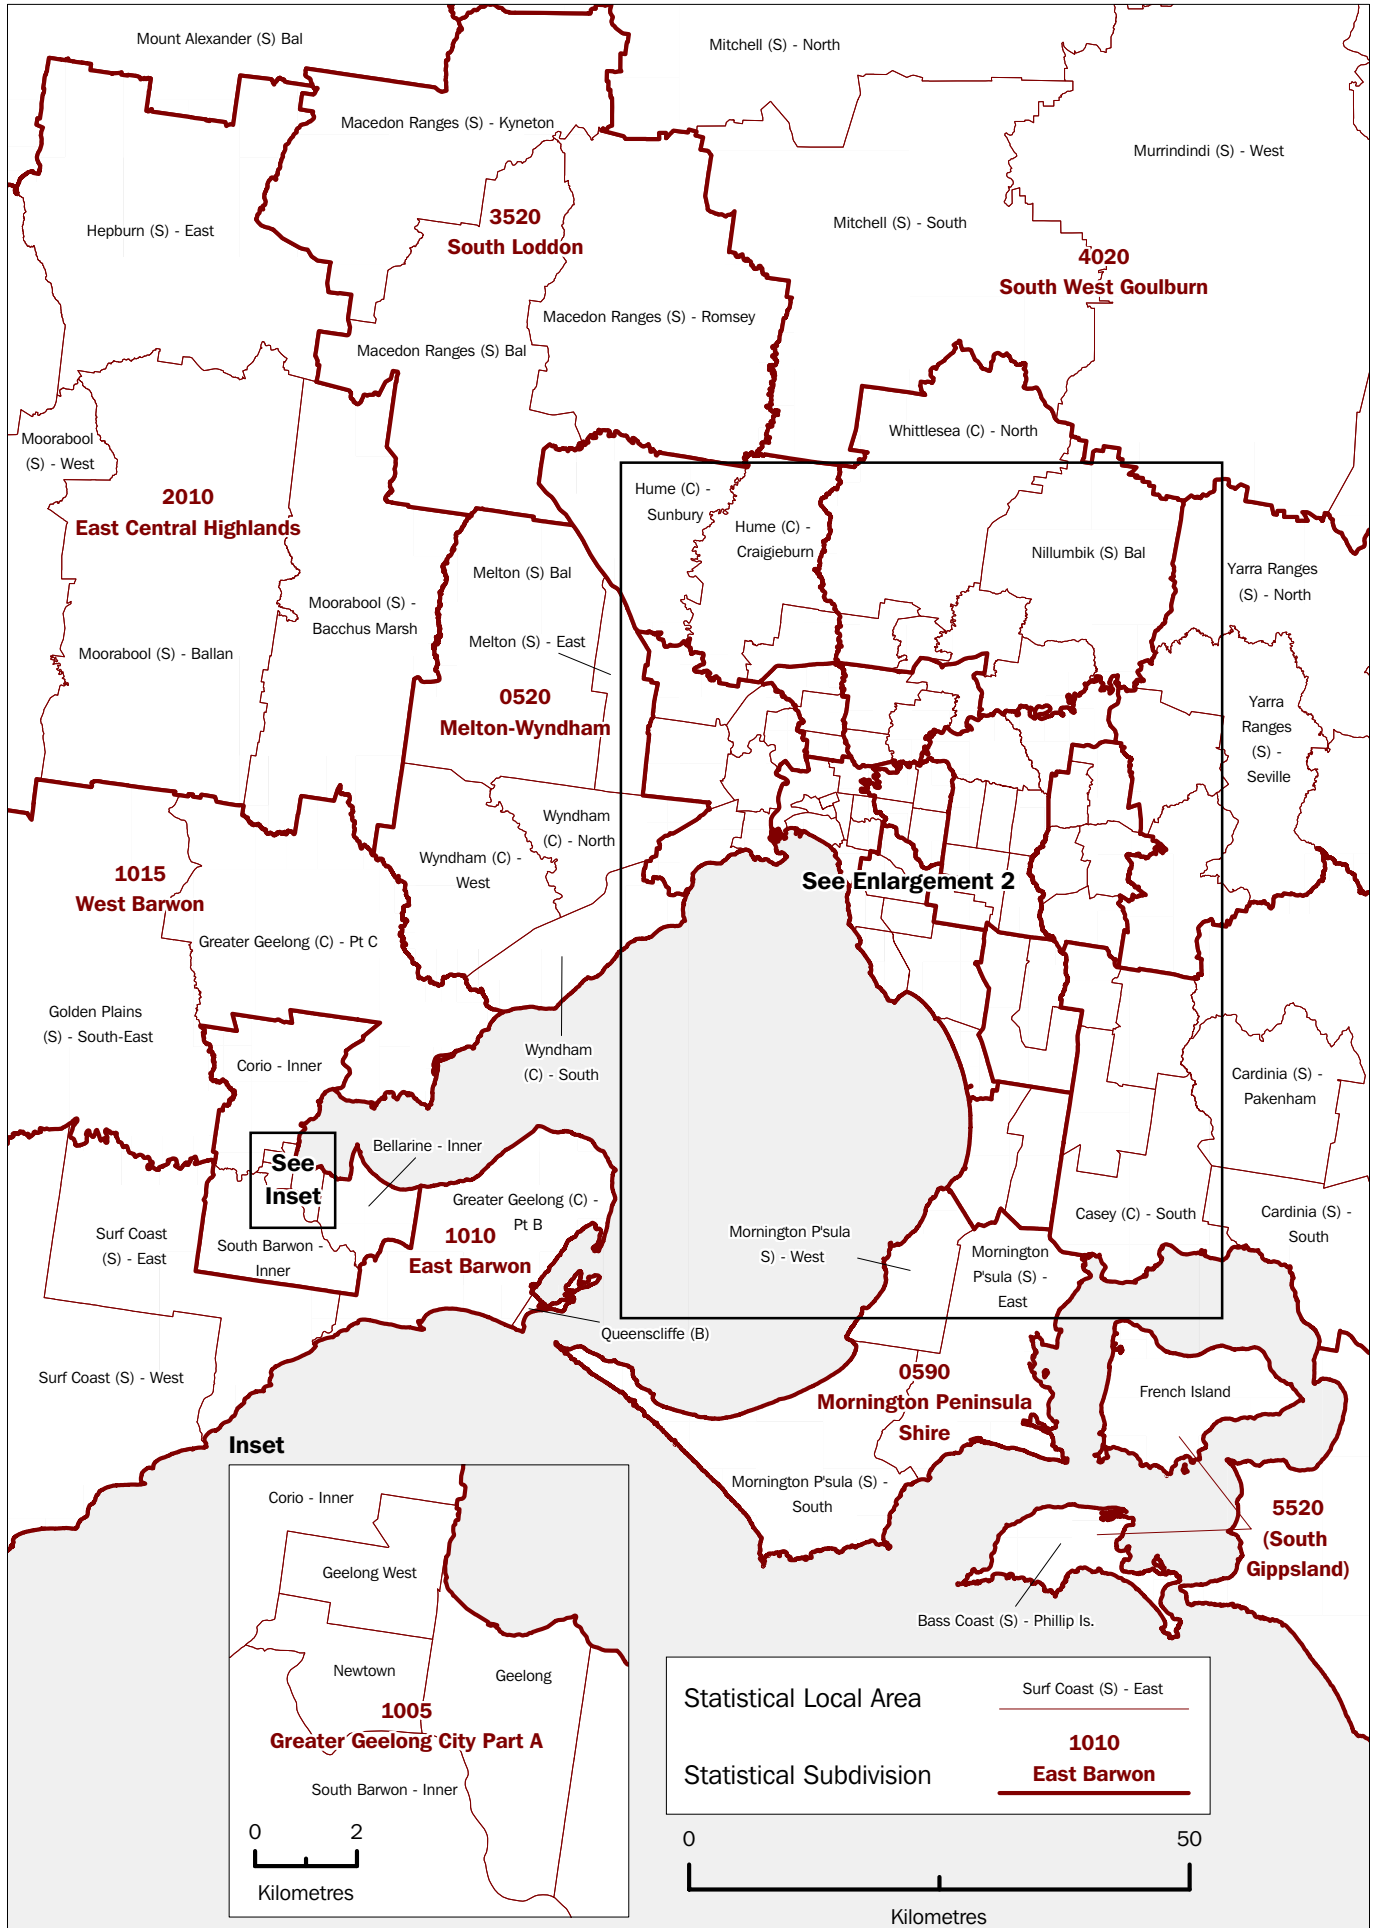 Mount Alexander (S) Bal
Mitchell (S) - North
Macedon Ranges (S) - Kyneton
Murrindindi (S) - West
Hepburn (S) - East
3520
South Loddon
Mitchell (S) - South
4020
South West Goulburn
Macedon Ranges (S) - Romsey
Macedon Ranges (S) Bal
Moorabool
(S) - West
Whittlesea (C) - North
2010
East Central Highlands
Hume (C) -
Sunbury
Hume (C) -
Craigieburn
Nillumbik (S) Bal
Yarra Ranges
(S) - North
Melton (S) Bal
Moorabool (S) -
Bacchus Marsh
Melton (S) - East
Moorabool (S) - Ballan
0520
Melton-Wyndham
Yarra
Ranges
(S) -
Seville
Wyndham
(C) - North
Wyndham (C) -
West
1015
West Barwon
See Enlargement 2
Greater Geelong (C) - Pt C
Golden Plains
(S) - South-East
Corio - Inner
Wyndham
(C) - South
Cardinia (S) -
Pakenham
Bellarine - Inner
See
Inset
Greater Geelong (C) -
Pt B
Surf Coast
(S) - East
South Barwon -
Inner
1010
East Barwon
Mornington P'sula
S) - West
Mornington
P'sula (S) -
East
Casey (C) - South
Cardinia (S) -
South
Queenscliffe (B)
Surf Coast (S) - West
0590
Mornington Peninsula
Shire
French Island
Mornington P'sula (S) -
South
5520
(South
Gippsland)
Bass Coast (S) - Phillip Is.
Inset
Corio - Inner
Geelong West
Newtown
Geelong
1005
Greater Geelong City Part A
South Barwon - Inner
0 2
Kilometres
Statistical Local Area
Surf Coast (S) - East
Statistical Subdivision
1010
East Barwon
0 50
Kilometres